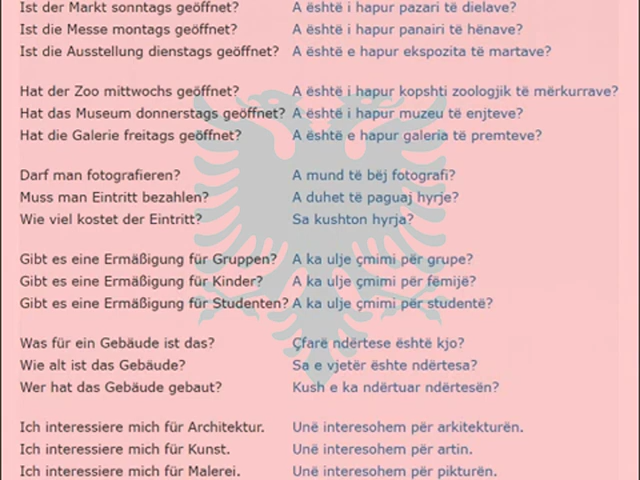 Ist der Markt sonntags geöffnet? A është i hapur pazari të dielave?
Ist die Messe montags geöffnet? A është i hapur panairi të hënave?
Ist die Ausstellung dienstags geöffnet? A është e hapur ekspozita të martave?
Hat der Zoo mittwochs geöffnet? A është i hapur kopshti zoologjik të mërkurrave?
Hat das Museum donnerstags geöffnet? A është i hapur muzeu të enjteve?
Hat die Galerie freitags geöffnet? A është e hapur galeria të premteve?
Darf man fotografieren? A mund të bëj fotografi?
Muss man Eintritt bezahlen? A duhet të paguaj hyrje?
Wie viel kostet der Eintritt? Sa kushton hyrja?
Gibt es eine Ermäßigung für Gruppen? A ka ulje çmimi për grupe?
Gibt es eine Ermäßigung für Kinder? A ka ulje çmimi për fëmijë?
Gibt es eine Ermäßigung für Studenten? A ka ulje çmimi për studentë?
Was für ein Gebäude ist das? Çfarë ndërtese është kjo?
Wie alt ist das Gebäude? Sa e vjetër është ndërtesa?
Wer hat das Gebäude gebaut? Kush e ka ndërtuar ndërtesën?
Ich interessiere mich für Architektur. Unë interesohem për arkitekturën.
Ich interessiere mich für Kunst. Unë interesohem për artin.
Ich interessiere mich für Malerei. Unë interesohem për pikturën.